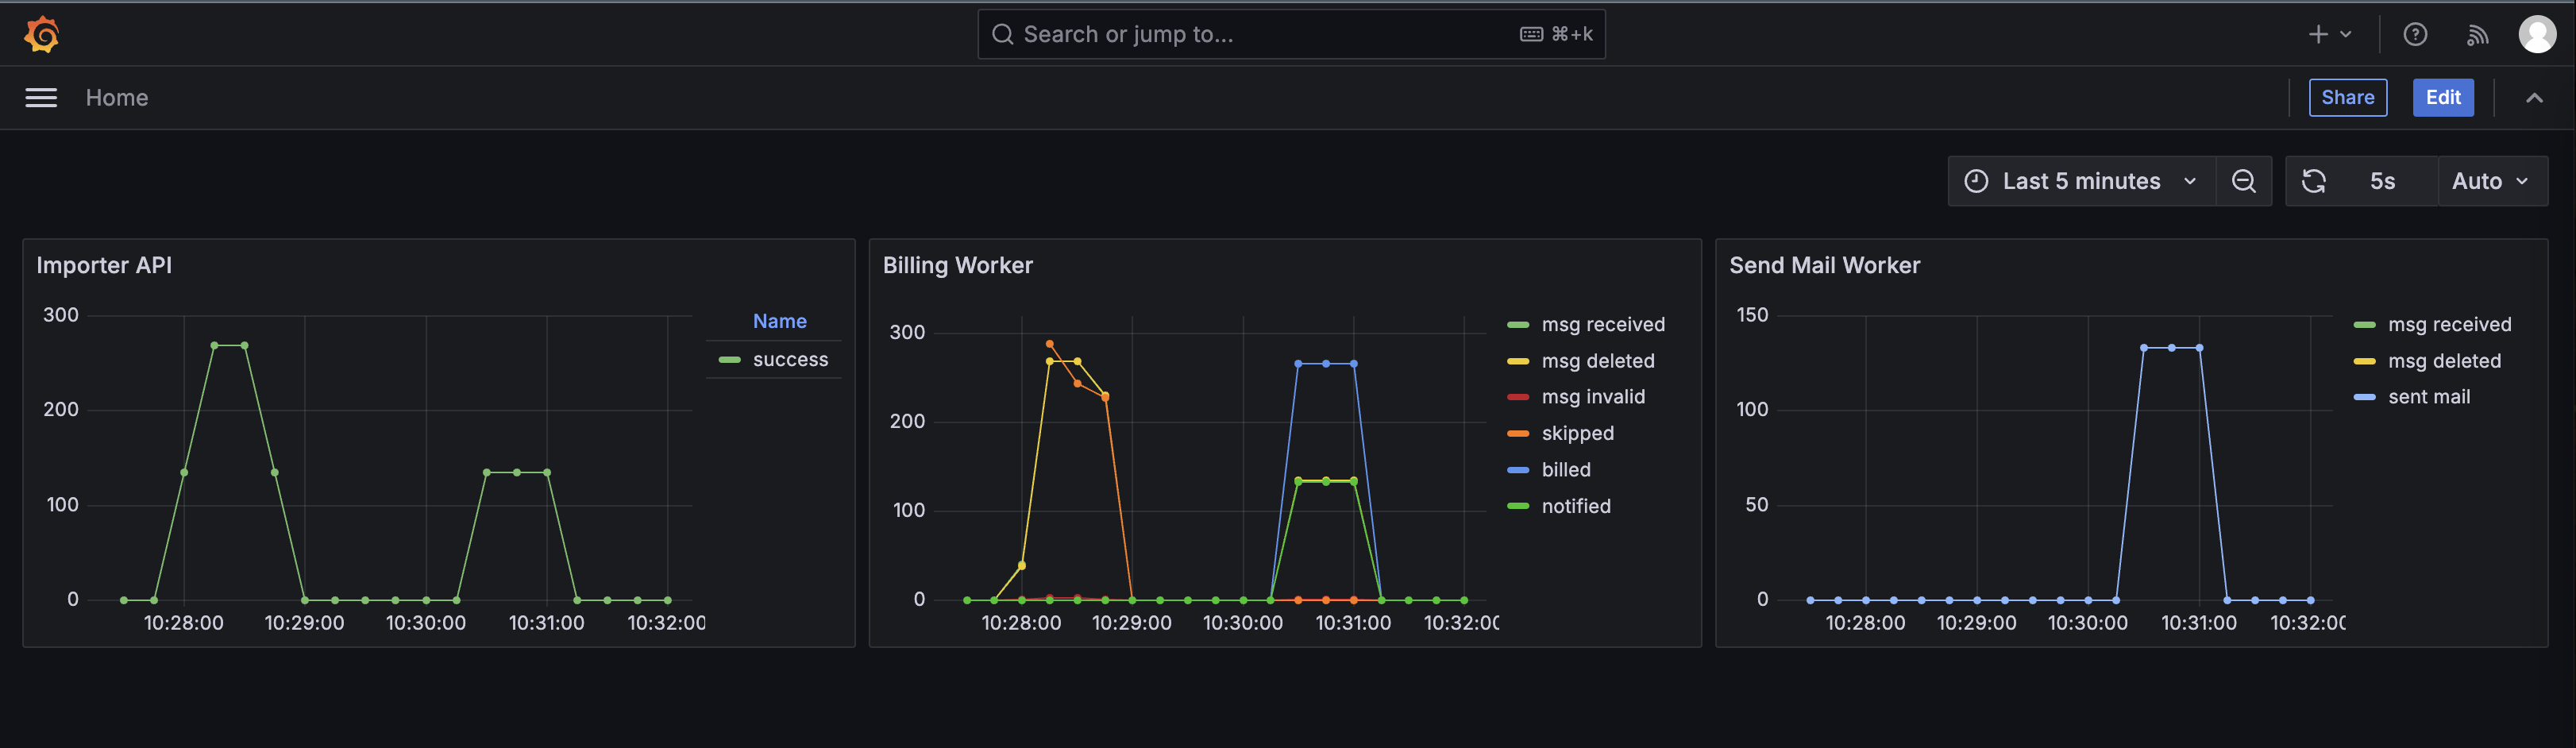 Search or jump to... ⌘+k
Home Share Edit
Last 5 minutes 5s Auto
Importer API
300
200
100
0
10:28:00 10:29:00 10:30:00 10:31:00 10:32:00
Name
success
Billing Worker
300
200
100
0
10:28:00 10:29:00 10:30:00 10:31:00 10:32:00
msg received
msg deleted
msg invalid
skipped
billed
notified
Send Mail Worker
150
100
50
0
10:28:00 10:29:00 10:30:00 10:31:00 10:32:00
msg received
msg deleted
sent mail